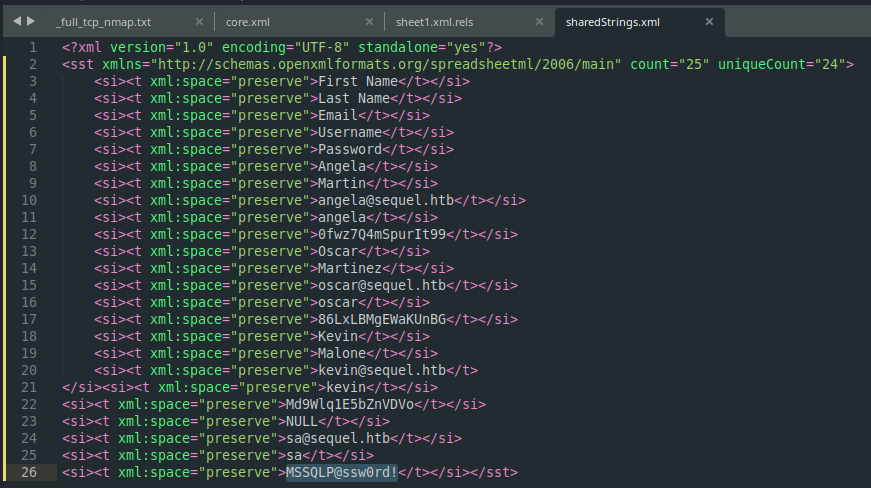 _full_tcp_nmap.txt × core.xml × sheet1.xml.rels × sharedStrings.xml ×
1 <?xml version="1.0" encoding="UTF-8" standalone="yes"?>
2 <sst xmlns="http://schemas.openxmlformats.org/spreadsheetml/2006/main" count="25" uniqueCount="24">
3 <si><t xml:space="preserve">First Name</t></si>
4 <si><t xml:space="preserve">Last Name</t></si>
5 <si><t xml:space="preserve">Email</t></si>
6 <si><t xml:space="preserve">Username</t></si>
7 <si><t xml:space="preserve">Password</t></si>
8 <si><t xml:space="preserve">Angela</t></si>
9 <si><t xml:space="preserve">Martin</t></si>
10 <si><t xml:space="preserve">angela@sequel.htb</t></si>
11 <si><t xml:space="preserve">angela</t></si>
12 <si><t xml:space="preserve">0fwz7Q4mSpurIt99</t></si>
13 <si><t xml:space="preserve">Oscar</t></si>
14 <si><t xml:space="preserve">Martinez</t></si>
15 <si><t xml:space="preserve">oscar@sequel.htb</t></si>
16 <si><t xml:space="preserve">oscar</t></si>
17 <si><t xml:space="preserve">86LxLBMgEWaKUnBG</t></si>
18 <si><t xml:space="preserve">Kevin</t></si>
19 <si><t xml:space="preserve">Malone</t></si>
20 <si><t xml:space="preserve">kevin@sequel.htb</t>
21 </si><si><t xml:space="preserve">kevin</t></si>
22 <si><t xml:space="preserve">Md9Wlq1E5bZnVDVo</t></si>
23 <si><t xml:space="preserve">NULL</t></si>
24 <si><t xml:space="preserve">sa@sequel.htb</t></si>
25 <si><t xml:space="preserve">sa</t></si>
26 <si><t xml:space="preserve">MSSQLP@ssw0rd!</t></si></sst>